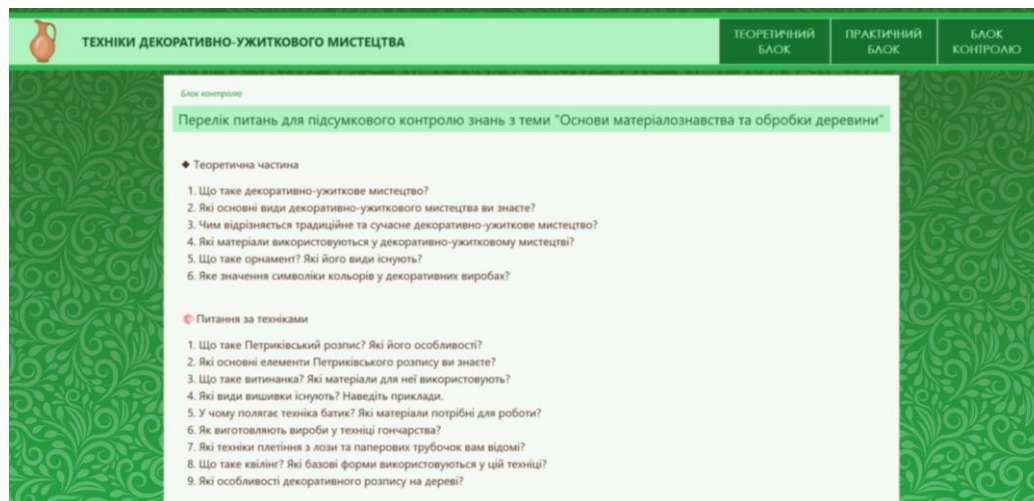 ТЕХНІКИ ДЕКОРАТИВНО-УЖИТКОВОГО МИСТЕЦТВА
ТЕОРЕТИЧНИЙ
БЛОК
ПРАКТИЧНИЙ
БЛОК
БЛОК
КОНТРОЛЮ
Блок контролю
Перелік питань для підсумкового контролю знань з теми "Основи матеріалознавства та обробки деревини"
◆ Теоретична частина
1. Що таке декоративно-ужиткове мистецтво?
2. Які основні види декоративно-ужиткового мистецтва ви знаєте?
3. Чим відрізняється традиційне та сучасне декоративно-ужиткове мистецтво?
4. Які матеріали використовуються у декоративно-ужитковому мистецтві?
5. Що таке орнамент? Які його види існують?
6. Яке значення символіки кольорів у декоративних виробах?
Питання за техніками
1. Що таке Петриківський розпис? Які його особливості?
2. Які основні елементи Петриківського розпису ви знаєте?
3. Що таке витинанка? Які матеріали для неї використовують?
4. Які види вишивки існують? Наведіть приклади.
5. У чому полягає техніка батик? Які матеріали потрібні для роботи?
6. Як виготовляють вироби у техніці гончарства?
7. Які техніки плетіння з лози та паперових трубочок вам відомі?
8. Що таке квілінг? Які базові форми використовуються у цій техніці?
9. Які особливості декоративного розпису на дереві?